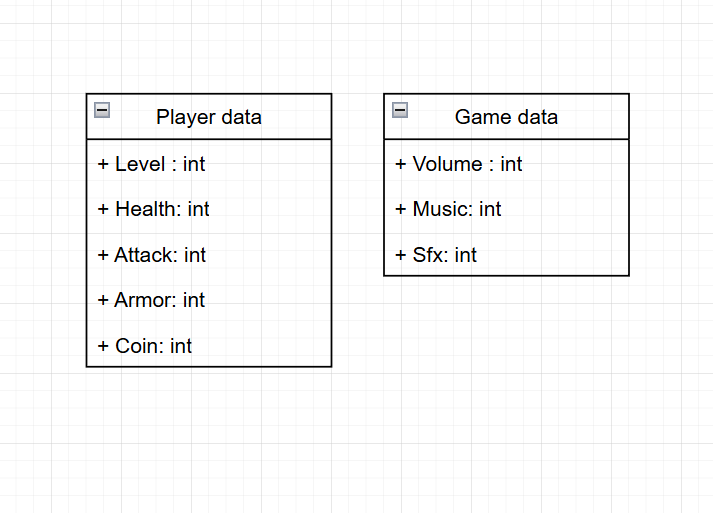 Player data
+ Level : int
+ Health: int
+ Attack: int
+ Armor: int
+ Coin: int
Game data
+ Volume : int
+ Music: int
+ Sfx: int